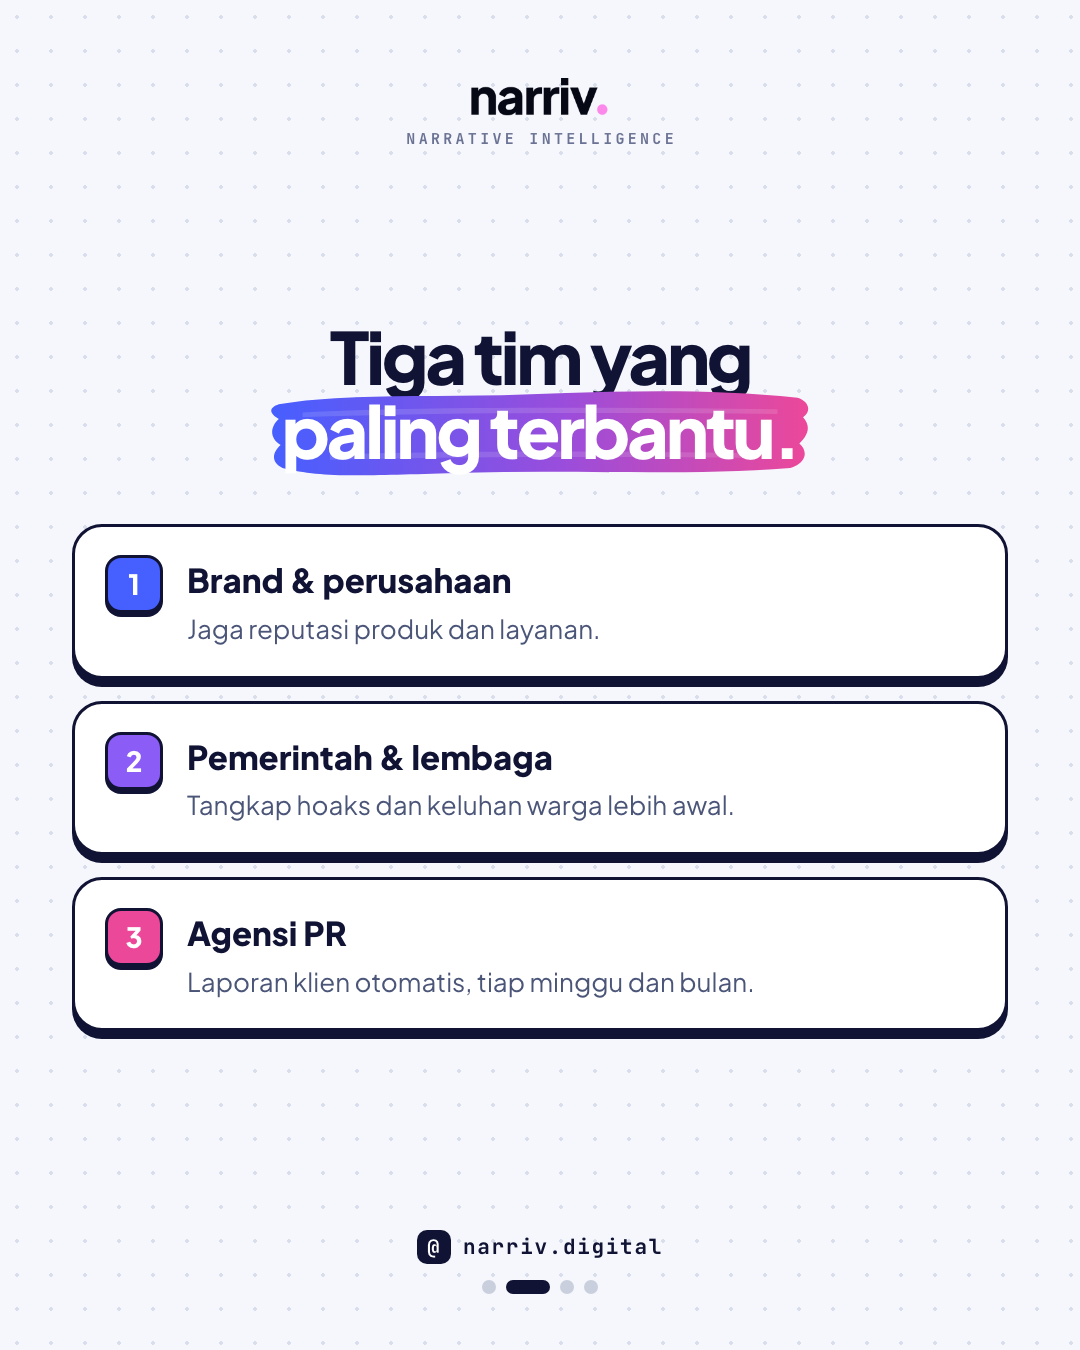 narriv.
NARRATIVE INTELLIGENCE
Tiga tim yang
paling terbantu.
1
Brand & perusahaan
Jaga reputasi produk dan layanan.
2
Pemerintah & lembaga
Tangkap hoaks dan keluhan warga lebih awal.
3
Agensi PR
Laporan klien otomatis, tiap minggu dan bulan.
@ narriv.digital